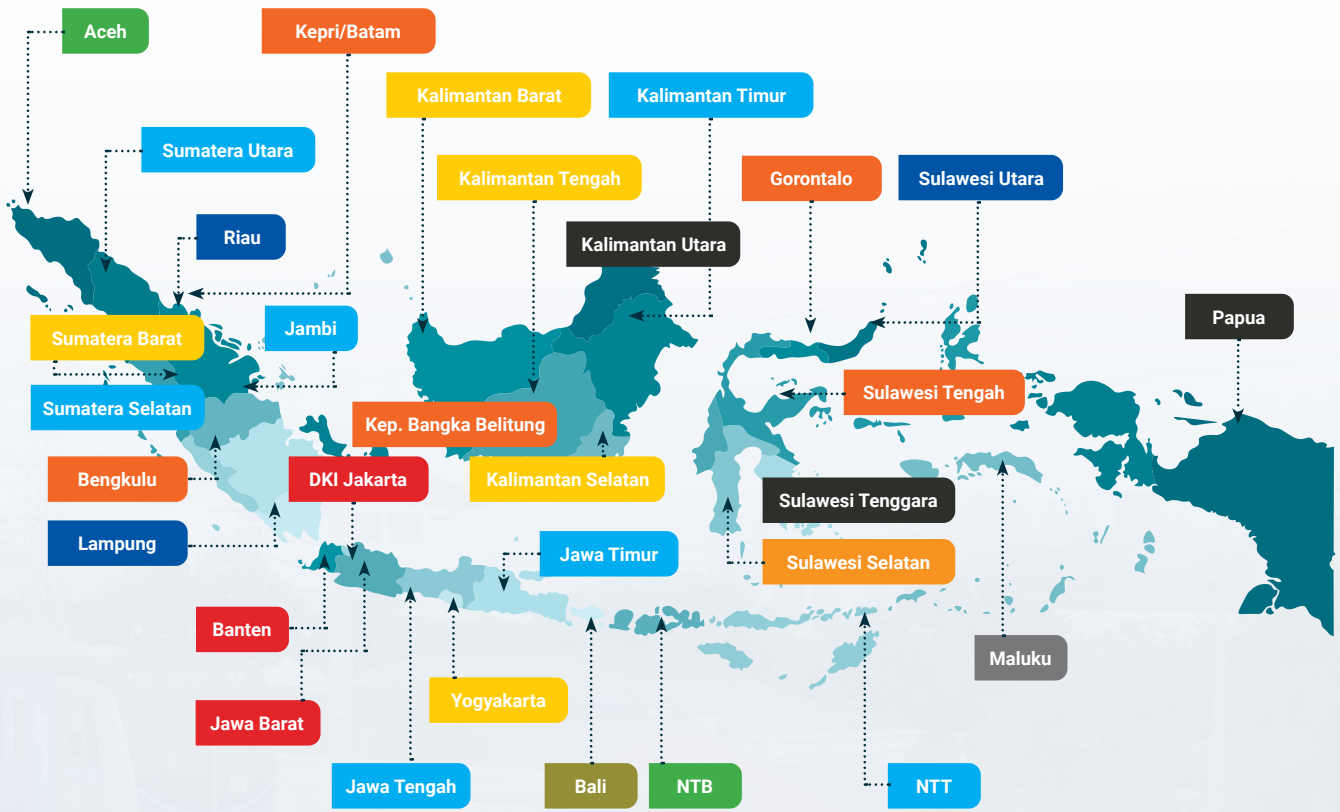 Aceh
Kepri/Batam
Kalimantan Barat
Kalimantan Timur
Sumatera Utara
Kalimantan Tengah
Gorontalo
Sulawesi Utara
Riau
Kalimantan Utara
Papua
Sumatera Barat
Jambi
Sulawesi Tengah
Sumatera Selatan
Kep. Bangka Belitung
Bengkulu
DKI Jakarta
Kalimantan Selatan
Sulawesi Tenggara
Lampung
Jawa Timur
Sulawesi Selatan
Banten
Maluku
Yogyakarta
Jawa Barat
Jawa Tengah
Bali
NTB
NTT